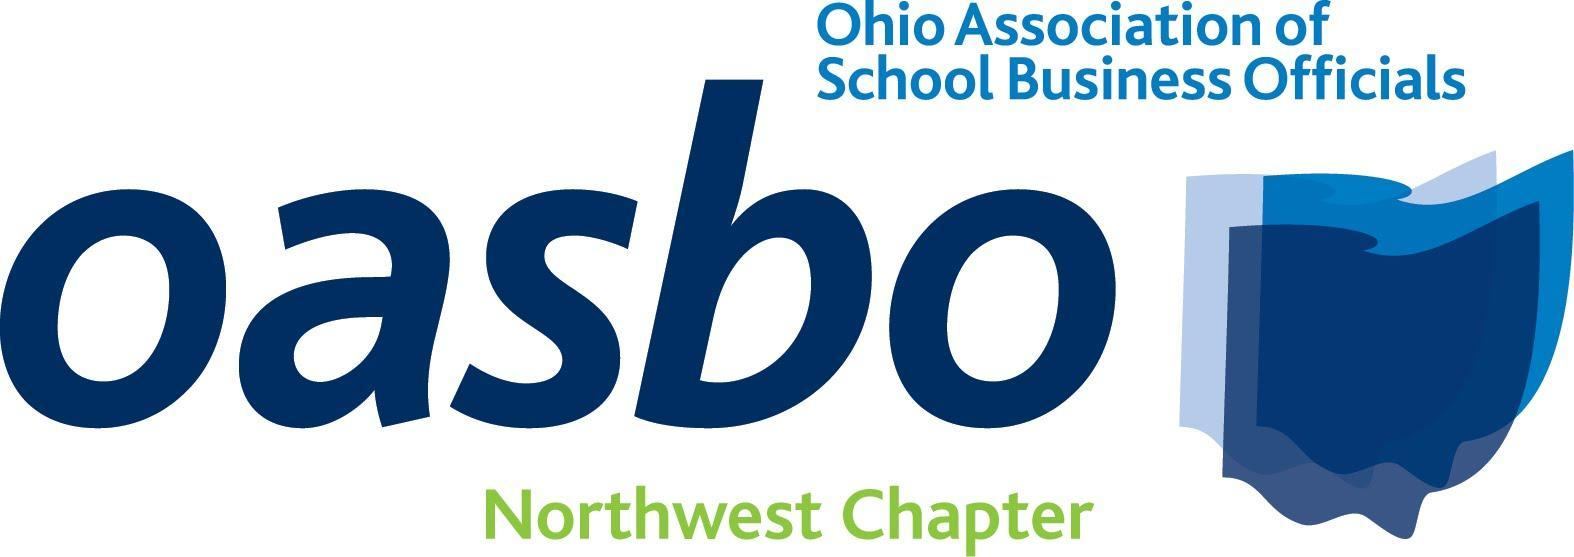 Ohio Association of
School Business Officials
oasbo
Northwest Chapter